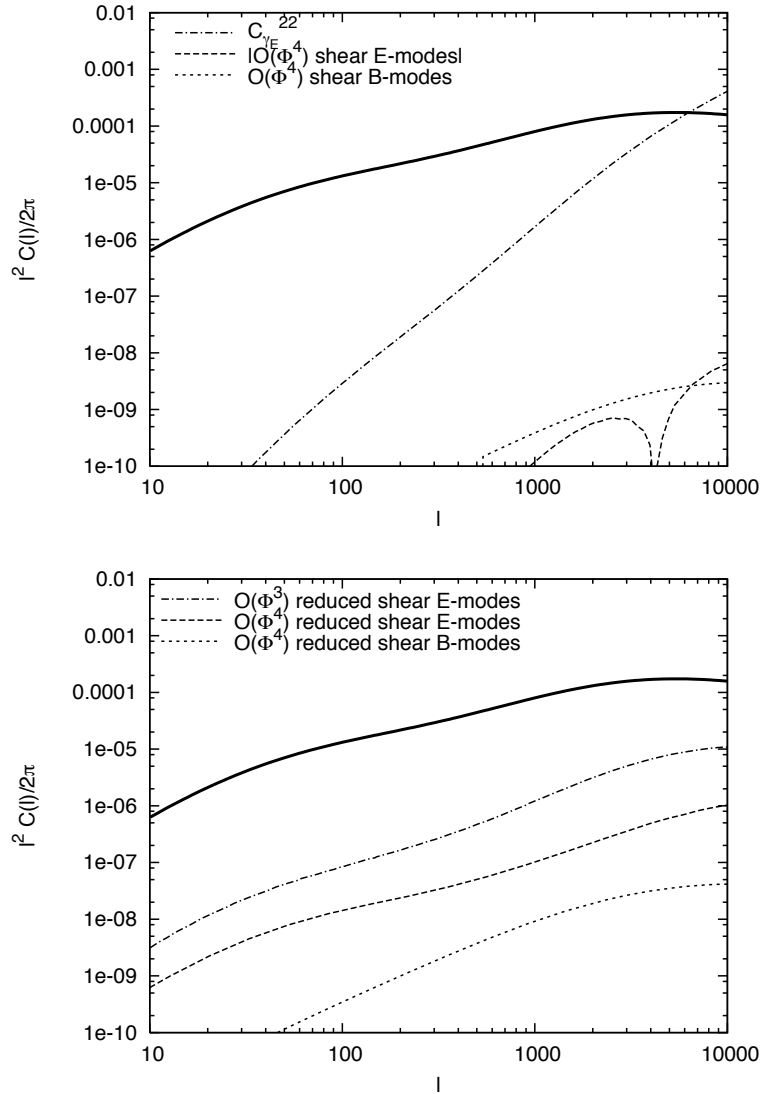 C_{γ_E}^{22}
|O(Φ^4) shear E-modes|
O(Φ^4) shear B-modes
0.01
0.001
0.0001
1e-05
1e-06
1e-07
1e-08
1e-09
1e-10
l^2 C(l)/2π
10 100 1000 10000
l
O(Φ^3) reduced shear E-modes
O(Φ^4) reduced shear E-modes
O(Φ^4) reduced shear B-modes
0.01
0.001
0.0001
1e-05
1e-06
1e-07
1e-08
1e-09
1e-10
l^2 C(l)/2π
10 100 1000 10000
l